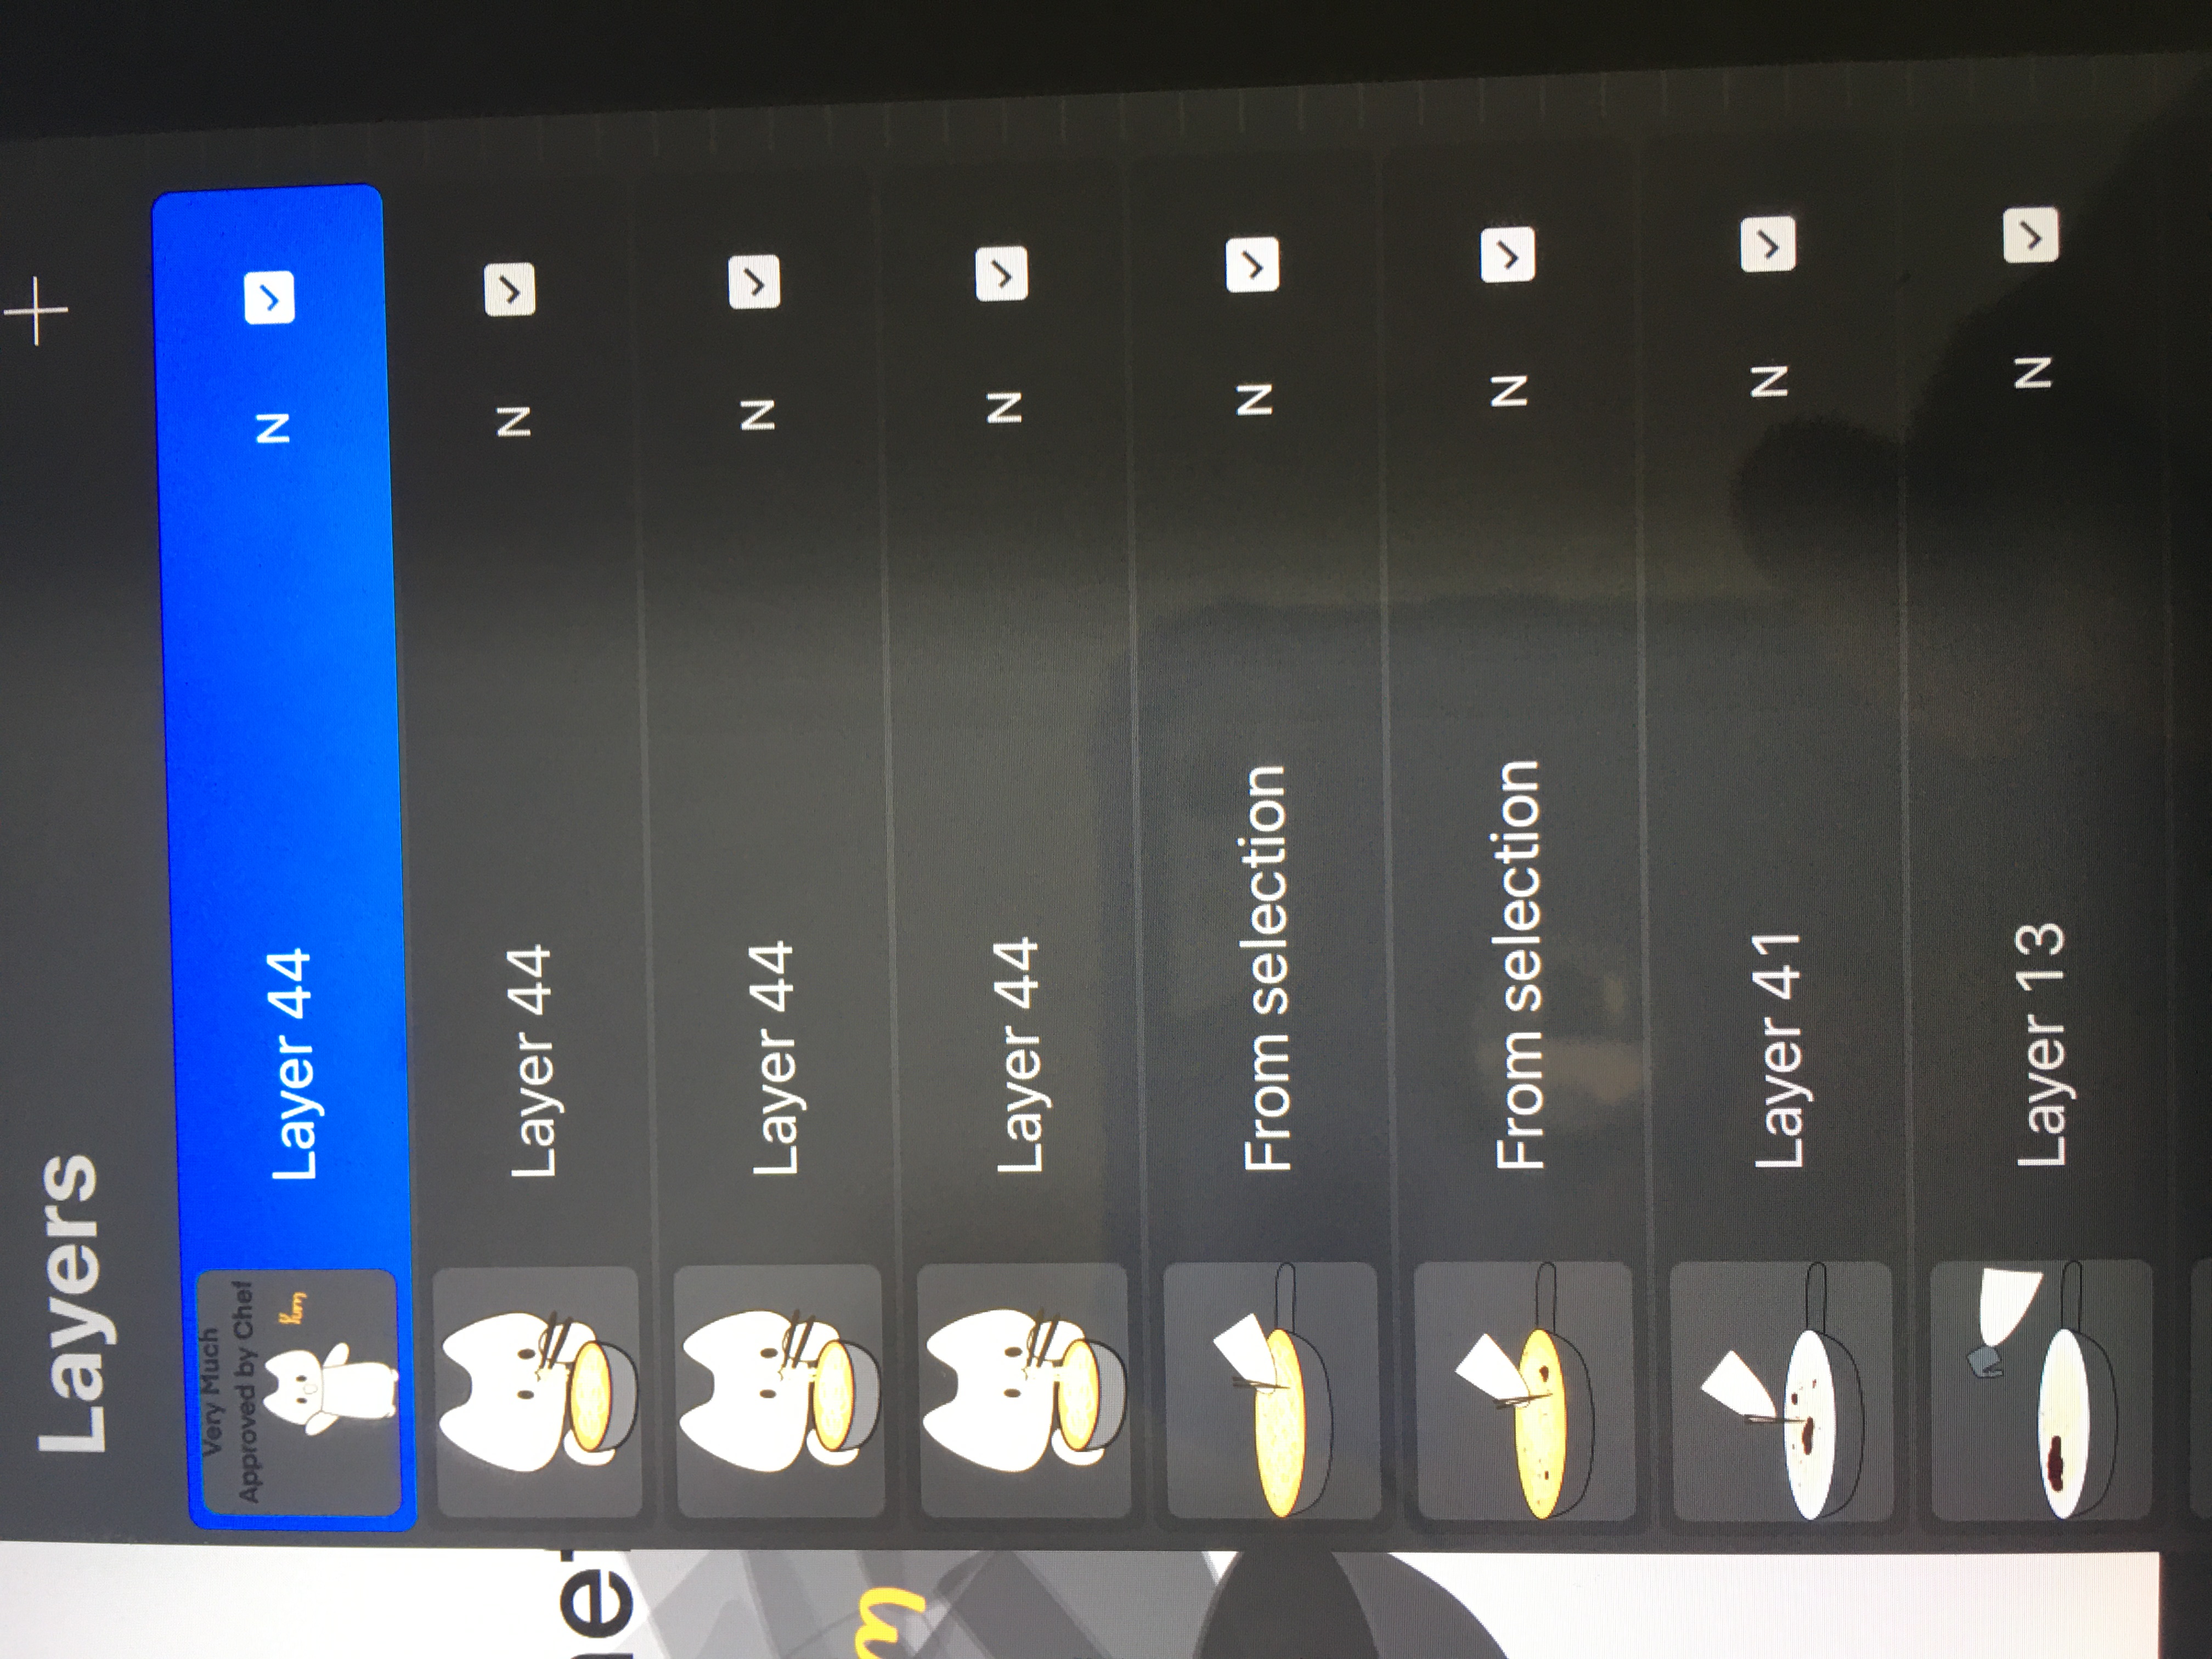 Layers
Very Much
Approved by Chef
Yum
Layer 44 N
Layer 44 N
Layer 44 N
Layer 44 N
From selection N
From selection N
Layer 41 N
Layer 13 N